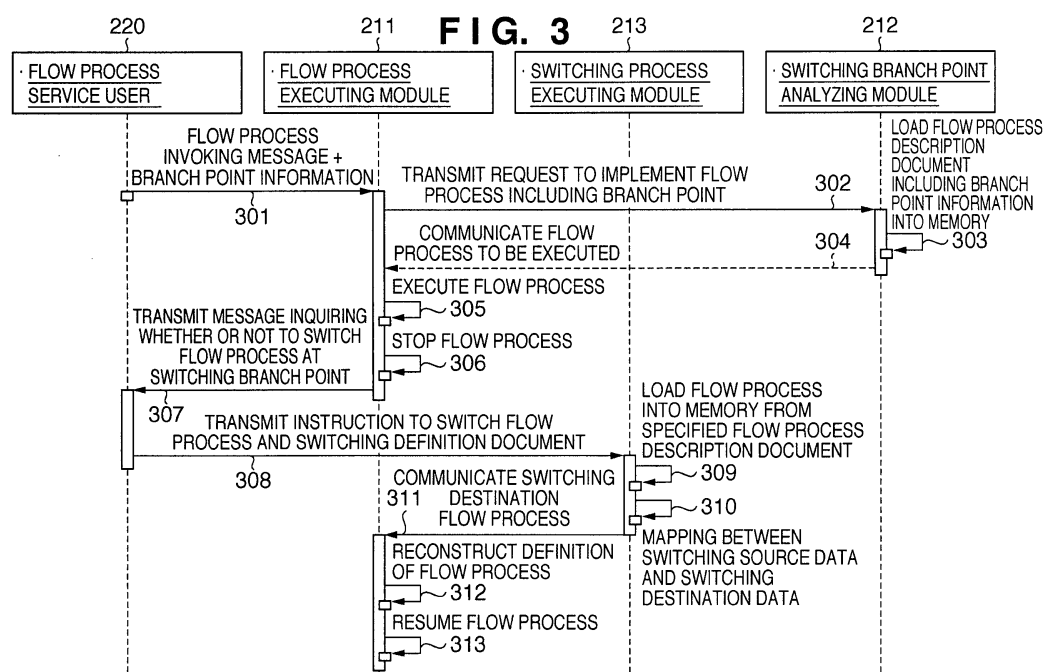 FIG. 3
220
211
213
212
FLOW PROCESS
SERVICE USER
FLOW PROCESS
EXECUTING MODULE
SWITCHING PROCESS
EXECUTING MODULE
SWITCHING BRANCH POINT
ANALYZING MODULE
FLOW PROCESS
INVOKING MESSAGE +
BRANCH POINT INFORMATION
301
TRANSMIT REQUEST TO IMPLEMENT FLOW
PROCESS INCLUDING BRANCH POINT
302
LOAD FLOW PROCESS
DESCRIPTION
DOCUMENT
INCLUDING BRANCH
POINT INFORMATION
INTO MEMORY
303
COMMUNICATE FLOW
PROCESS TO BE EXECUTED
304
EXECUTE FLOW PROCESS
305
STOP FLOW PROCESS
306
TRANSMIT MESSAGE INQUIRING
WHETHER OR NOT TO SWITCH
FLOW PROCESS AT
SWITCHING BRANCH POINT
307
TRANSMIT INSTRUCTION TO SWITCH FLOW
PROCESS AND SWITCHING DEFINITION DOCUMENT
308
LOAD FLOW PROCESS
INTO MEMORY FROM
SPECIFIED FLOW PROCESS
DESCRIPTION DOCUMENT
309
310
MAPPING BETWEEN
SWITCHING SOURCE DATA
AND SWITCHING
DESTINATION DATA
COMMUNICATE SWITCHING
DESTINATION
FLOW PROCESS
311
RECONSTRUCT DEFINITION
OF FLOW PROCESS
312
RESUME FLOW PROCESS
313